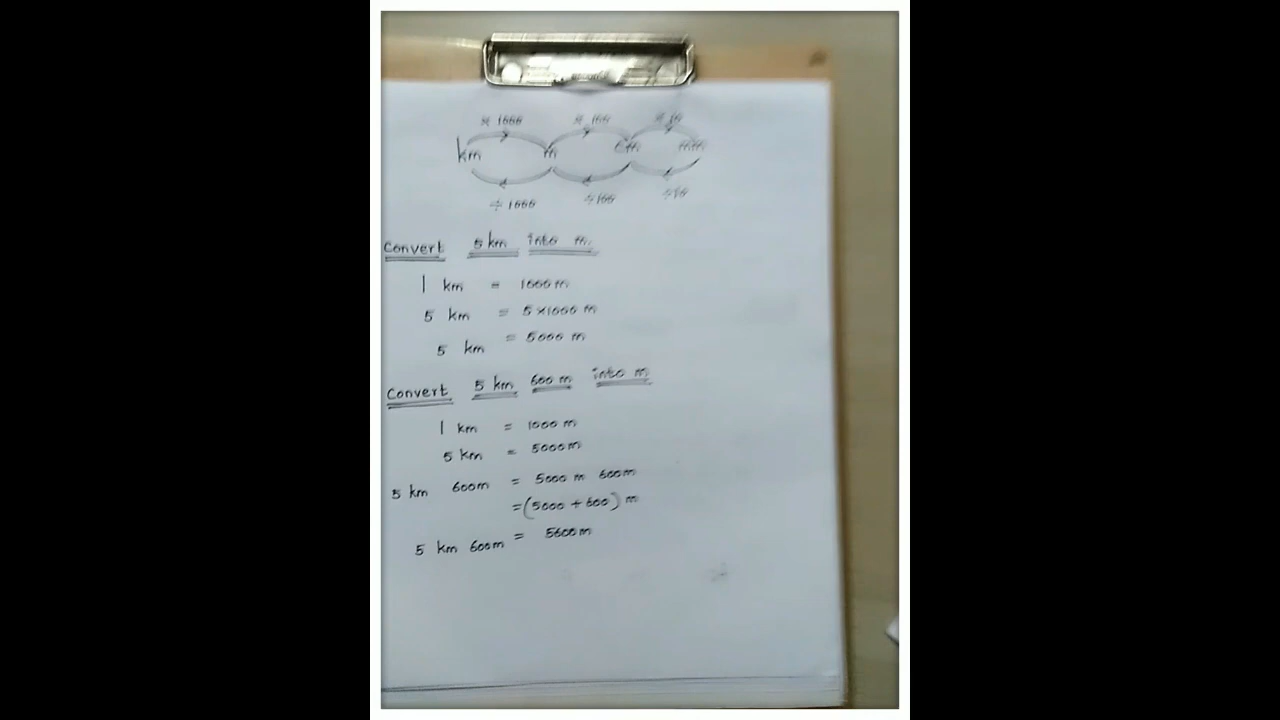 × 1000 × 100 × 10
km m cm mm
÷ 1000 ÷100 ÷10
Convert 5 km into m.
1 km = 1000 m
5 km = 5 ×1000 m
5 km = 5000 m
Convert 5 km 600 m into m
1 km = 1000 m
5 km = 5000 m
5 km 600m = 5000 m 600m
=(5000 + 600) m
5 km 600m = 5600 m